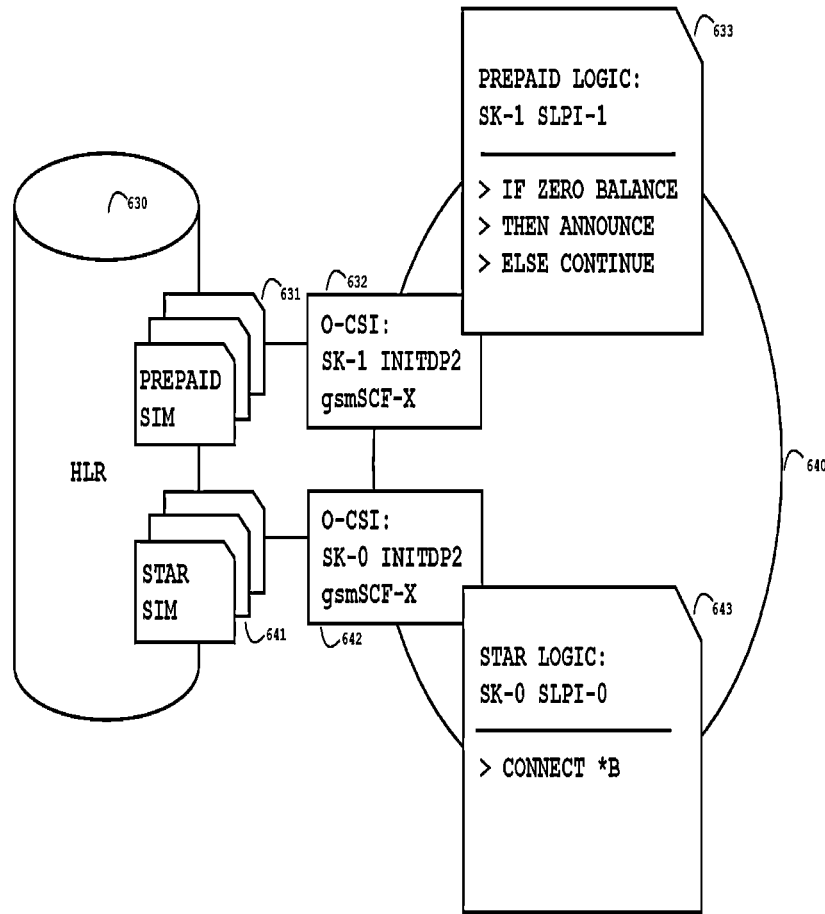 633
PREPAID LOGIC:
SK-1 SLPI-1
> IF ZERO BALANCE
> THEN ANNOUNCE
> ELSE CONTINUE
630
631
632
O-CSI:
SK-1 INITDP2
gsmSCF-X
PREPAID
SIM
HLR
640
O-CSI:
SK-0 INITDP2
gsmSCF-X
STAR
SIM
641
642
643
STAR LOGIC:
SK-0 SLPI-0
> CONNECT *B